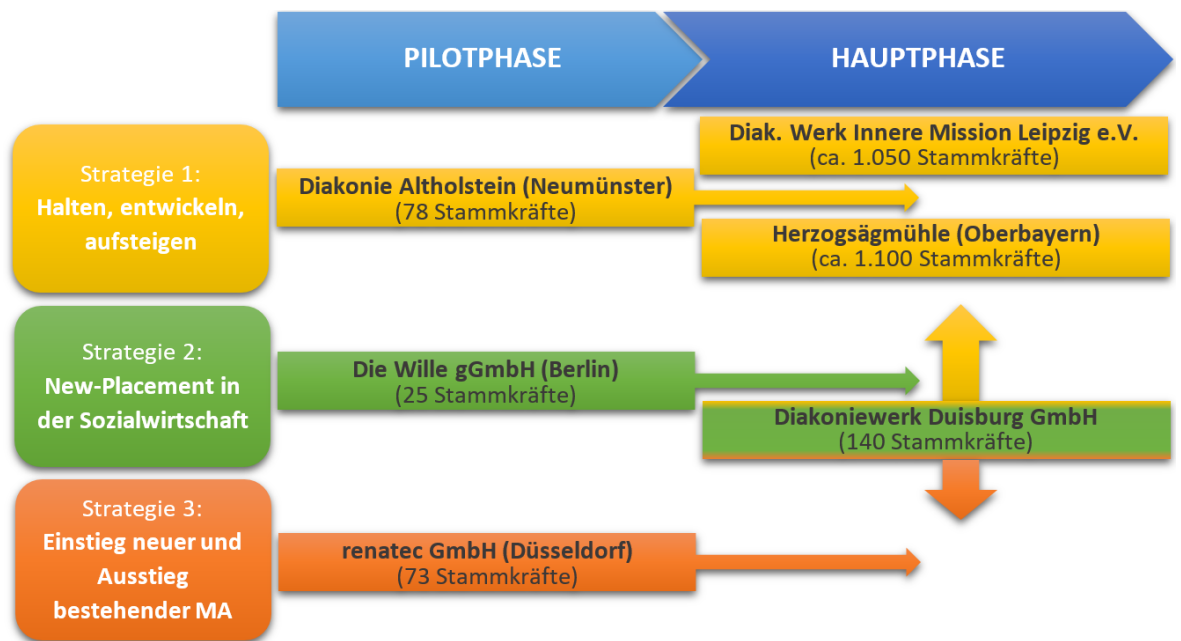 PILOTPHASE
HAUPTPHASE
Strategie 1:
Halten, entwickeln,
aufsteigen
Diakonie Altholstein (Neumünster)
(78 Stammkräfte)
Diak. Werk Innere Mission Leipzig e.V.
(ca. 1.050 Stammkräfte)
Herzogsägmühle (Oberbayern)
(ca. 1.100 Stammkräfte)
Strategie 2:
New-Placement in
der Sozialwirtschaft
Die Wille gGmbH (Berlin)
(25 Stammkräfte)
Diakoniewerk Duisburg GmbH
(140 Stammkräfte)
Strategie 3:
Einstieg neuer und
Ausstieg
bestehender MA
renatec GmbH (Düsseldorf)
(73 Stammkräfte)